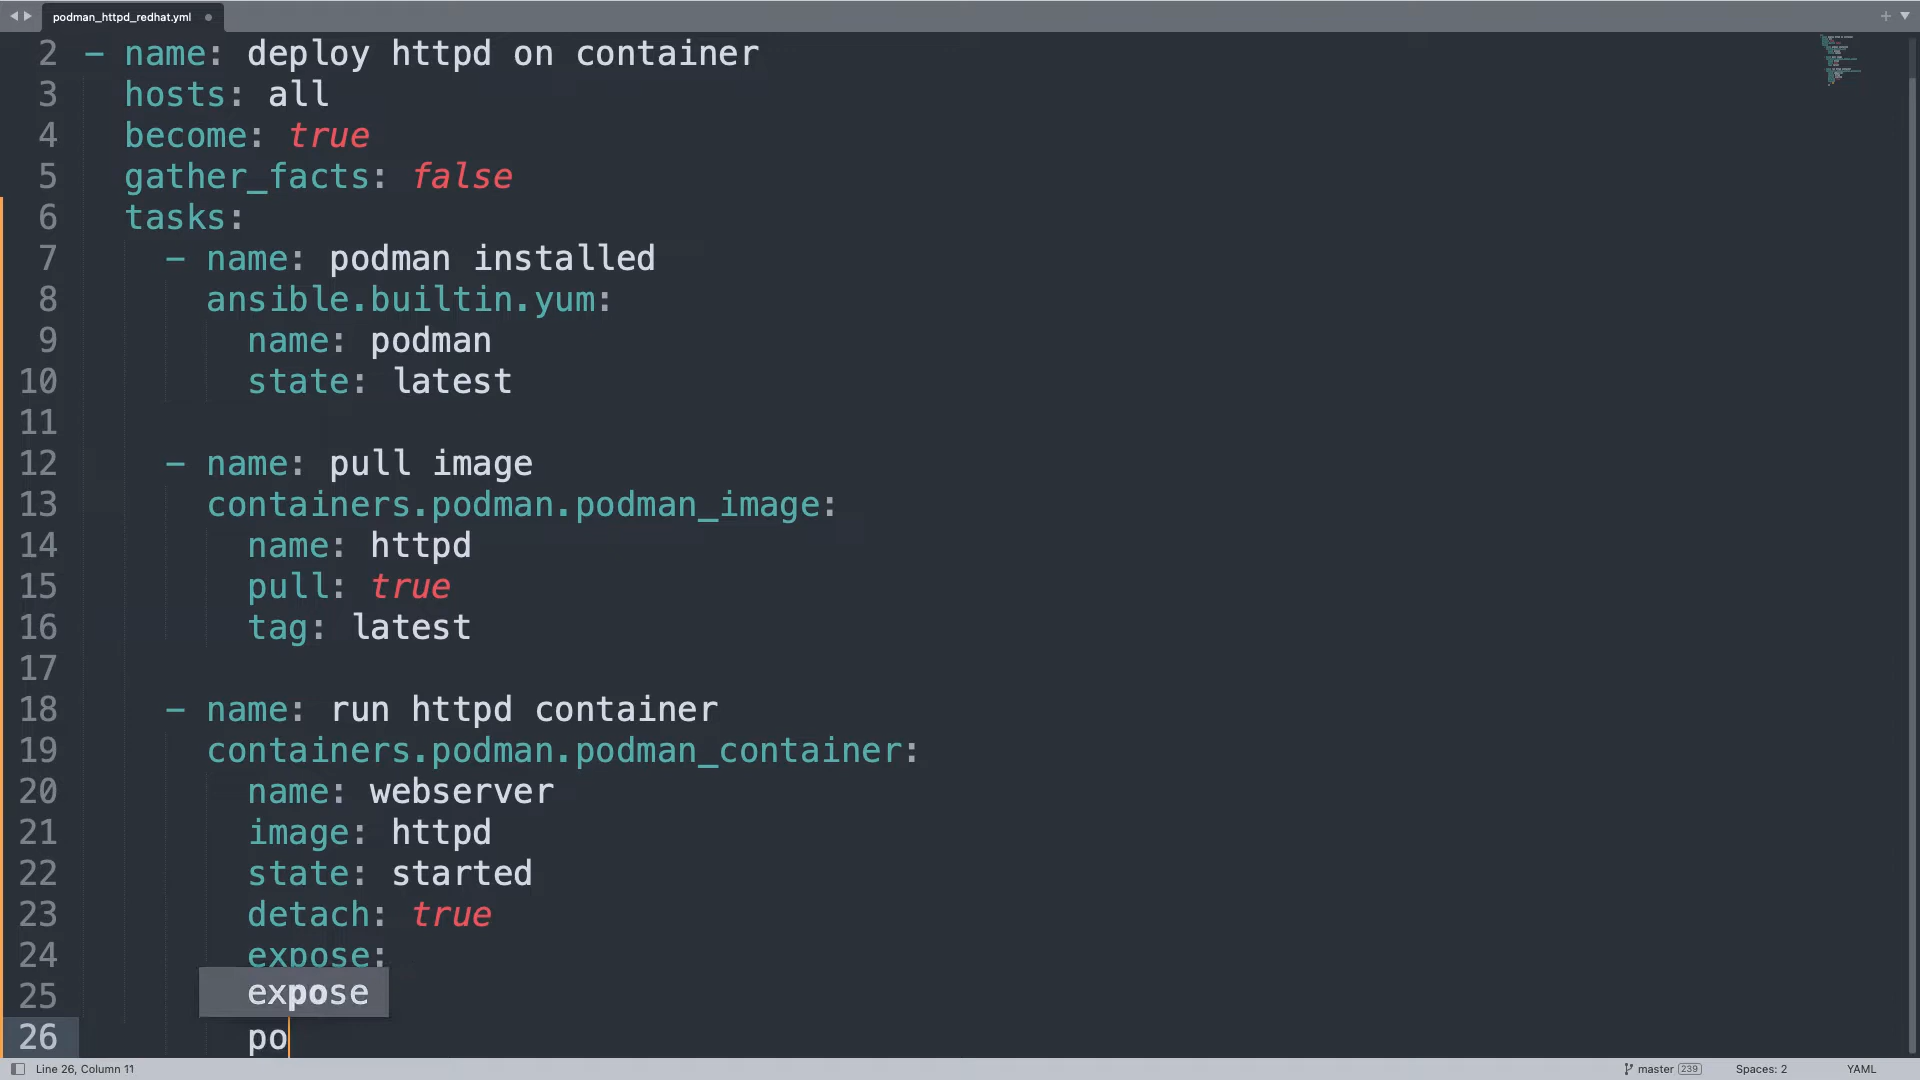 podman_httpd_redhat.yml
2 - name: deploy httpd on container
3 hosts: all
4 become: true
5 gather_facts: false
6 tasks:
7 - name: podman installed
8 ansible.builtin.yum:
9 name: podman
10 state: latest
11
12 - name: pull image
13 containers.podman.podman_image:
14 name: httpd
15 pull: true
16 tag: latest
17
18 - name: run httpd container
19 containers.podman.podman_container:
20 name: webserver
21 image: httpd
22 state: started
23 detach: true
24 expose:
25 expose
26 po
Line 26, Column 11 master 239 Spaces: 2 YAML